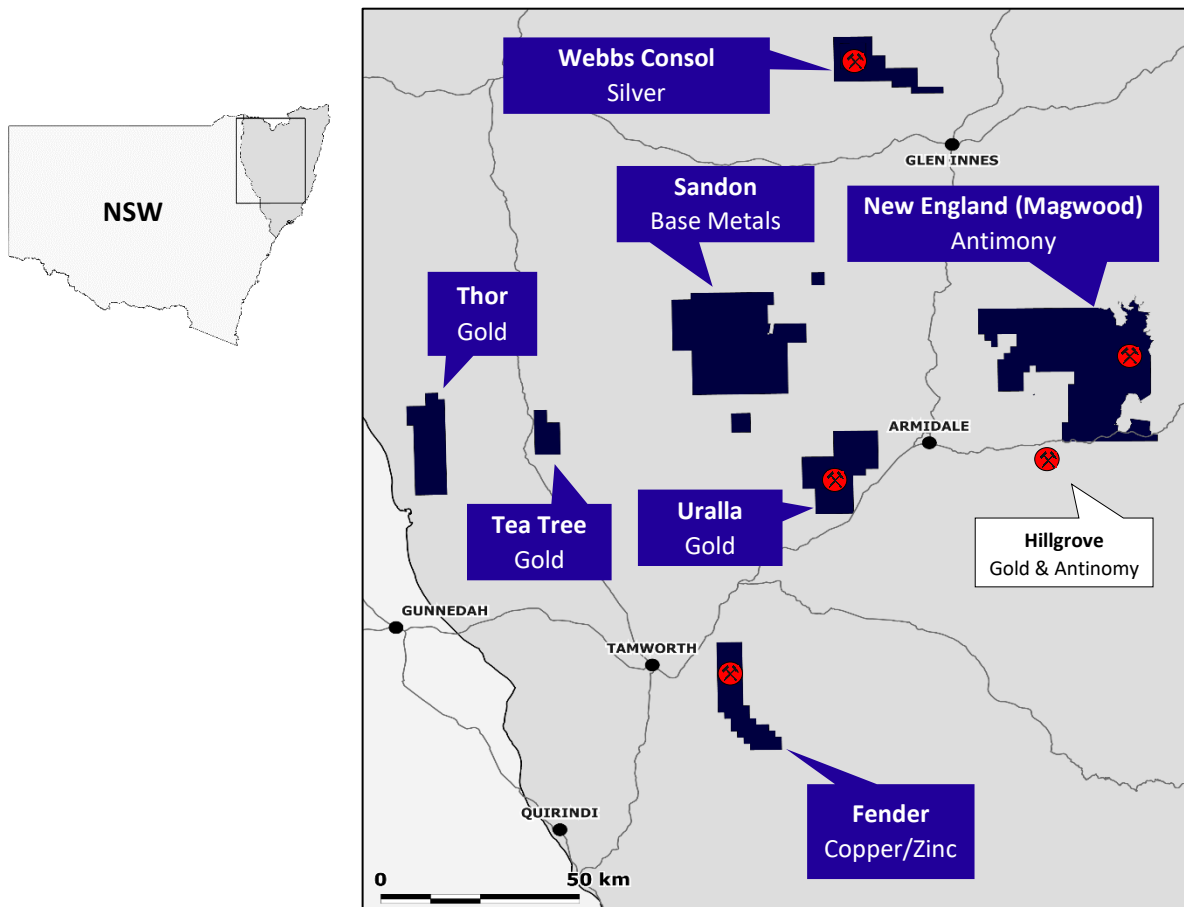 Webbs Consol
Silver
GLEN INNES
Sandon
Base Metals
New England (Magwood)
Antimony
NSW
Thor
Gold
ARMIDALE
Tea Tree
Gold
Uralla
Gold
Hillgrove
Gold & Antinomy
GUNNEDAH
TAMWORTH
Fender
Copper/Zinc
QUIRINDI
0
50 km